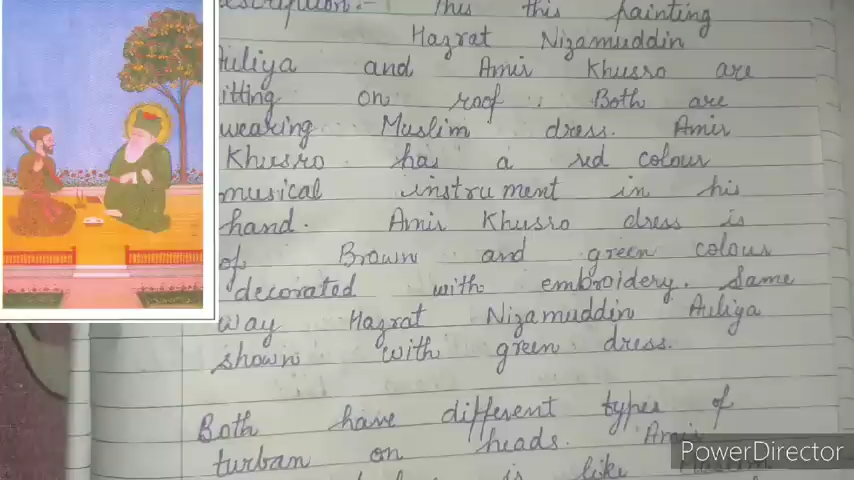 description:- This this painting
Hazrat Nizamuddin
Auliya and Amir Khusro are
itting on roof. Both are
wearing Muslim dress. Amir
Khusro has a red colour
musical instrument in his
hand. Amir Khusro dress is
of Brown and green colour
decorated with embroidery. Same
way Hazrat Nizamuddin Auliya
shown with green dress.
Both have different types of
turban on heads. Amir
is like Moslim
PowerDirector